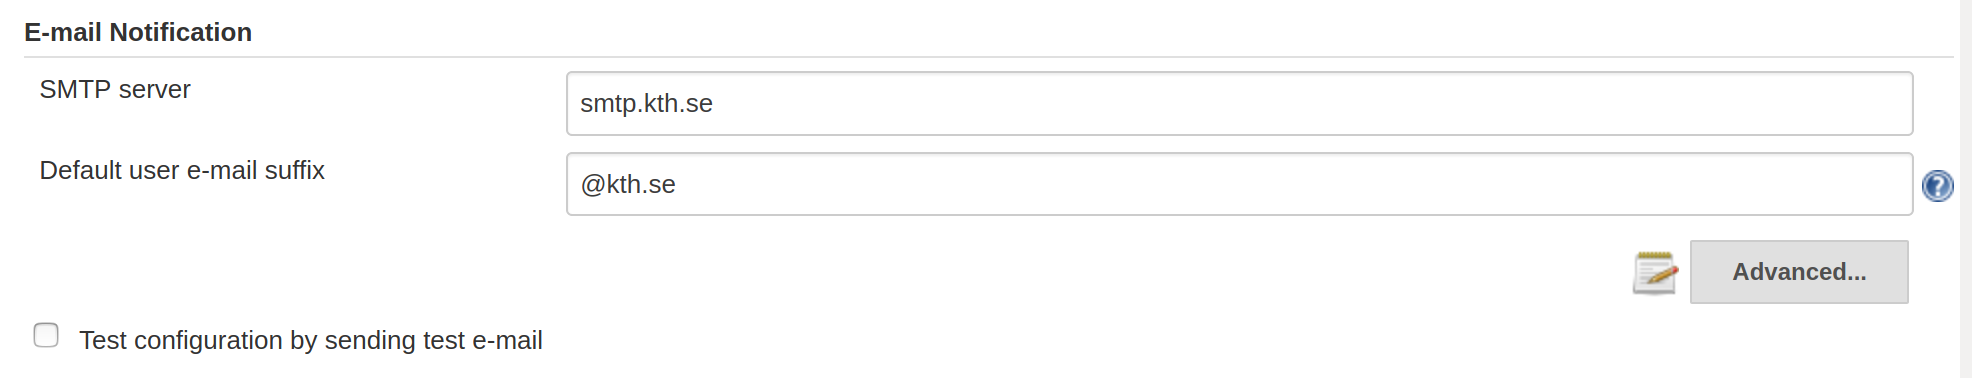 E-mail Notification
SMTP server
smtp.kth.se
Default user e-mail suffix
@kth.se
?
Advanced...
Test configuration by sending test e-mail